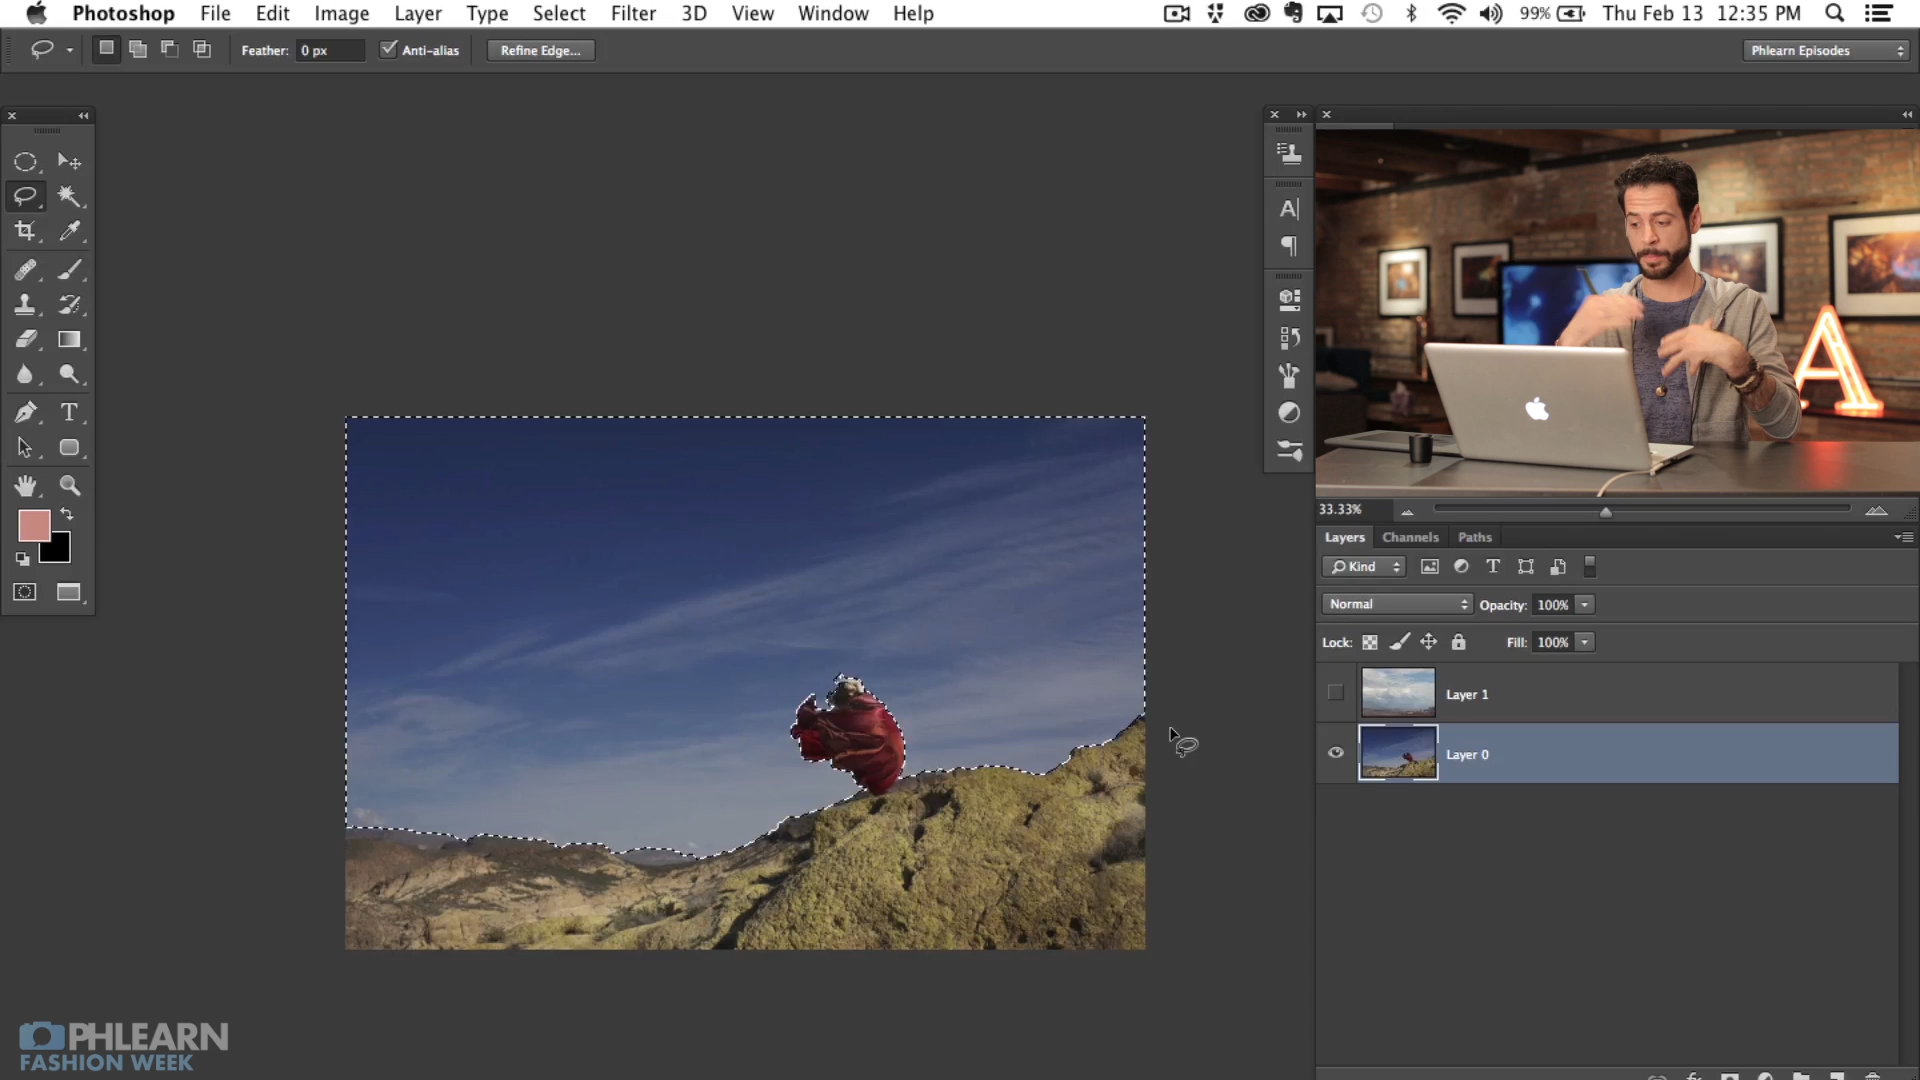 Photoshop File Edit Image Layer Type Select Filter 3D View Window Help 99% Thu Feb 13 12:35 PM
Feather: 0 px Anti-alias Refine Edge... Phlearn Episodes
33.33%
Layers Channels Paths
Kind
Normal Opacity: 100%
Lock: Fill: 100%
Layer 1
Layer 0
PHLEARN
FASHION WEEK